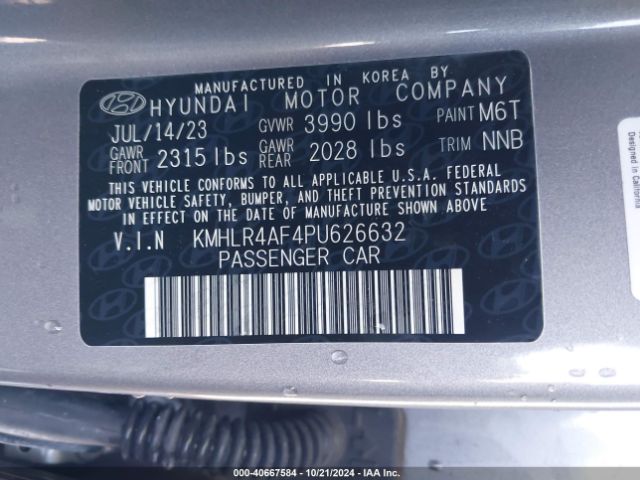 MANUFACTURED IN KOREA BY
HYUNDAI MOTOR COMPANY
JUL/14/23 GVWR 3990 lbs PAINT M6T
GAWR FRONT 2315 lbs GAWR REAR 2028 lbs TRIM NNB
THIS VEHICLE CONFORMS TO ALL APPLICABLE U.S.A. FEDERAL
MOTOR VEHICLE SAFETY, BUMPER, AND THEFT PREVENTION STANDARDS
IN EFFECT ON THE DATE OF MANUFACTURE SHOWN ABOVE
V.I.N KMHLR4AF4PU626632
PASSENGER CAR
Designed in California
000-40667584 - 10/21/2024 - IAA Inc.